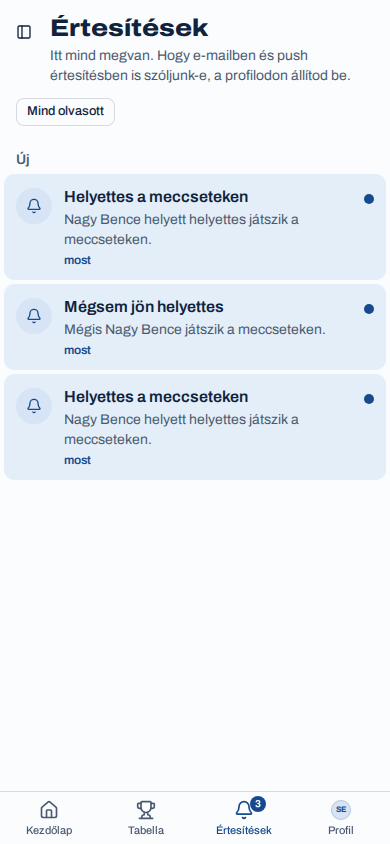 Értesítések
Itt mind megvan. Hogy e-mailben és push
értesítésben is szóljunk-e, a profilodon állítod be.
Mind olvasott
Új
Helyettes a meccseteken
Nagy Bence helyett helyettes játszik a
meccseteken.
most
Mégsem jön helyettes
Mégis Nagy Bence játszik a meccseteken.
most
Helyettes a meccseteken
Nagy Bence helyett helyettes játszik a
meccseteken.
most
3
SE
Kezdőlap
Tabella
Értesítések
Profil